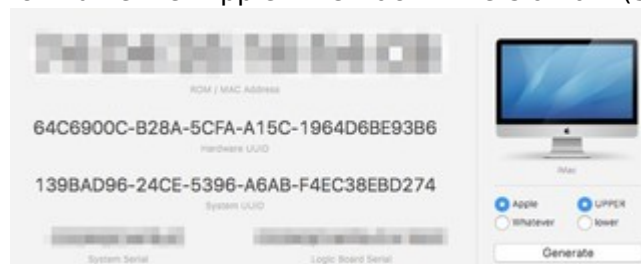 ROM / MAC Address
64C6900C-B28A-5CFA-A15C-1964D6BE93B6
Hardware UUID
139BAD96-24CE-5396-A6AB-F4EC38EBD274
System UUID
System Serial
Logic Board Serial
iMac
Apple
UPPER
Whatever
lower
Generate